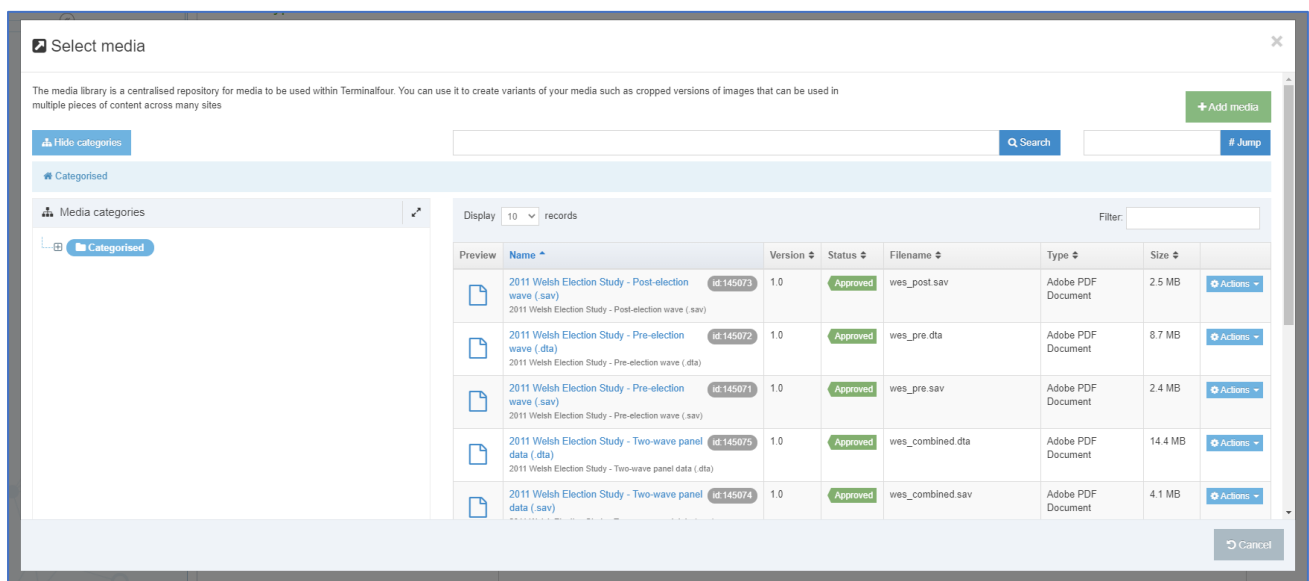 Select media
The media library is a centralised repository for media to be used within Terminalfour. You can use it to create variants of your media such as cropped versions of images that can be used in
multiple pieces of content across many sites
+ Add media
Hide categories
Search
# Jump
Categorised
Media categories
Display 10 records
Filter:
Categorised
Preview Name Version Status Filename Type Size
2011 Welsh Election Study - Post-election id:145073 1.0 Approved wes_post.sav Adobe PDF 2.5 MB Actions
wave (.sav) Document
2011 Welsh Election Study - Post-election wave (.sav)
2011 Welsh Election Study - Pre-election id:145072 1.0 Approved wes_pre.dta Adobe PDF 8.7 MB Actions
wave (.dta) Document
2011 Welsh Election Study - Pre-election wave (.dta)
2011 Welsh Election Study - Pre-election id:145071 1.0 Approved wes_pre.sav Adobe PDF 2.4 MB Actions
wave (.sav) Document
2011 Welsh Election Study - Pre-election wave (.sav)
2011 Welsh Election Study - Two-wave panel id:145075 1.0 Approved wes_combined.dta Adobe PDF 14.4 MB Actions
data (.dta) Document
2011 Welsh Election Study - Two-wave panel data (.dta)
2011 Welsh Election Study - Two-wave panel id:145074 1.0 Approved wes_combined.sav Adobe PDF 4.1 MB Actions
data (.sav) Document
Cancel